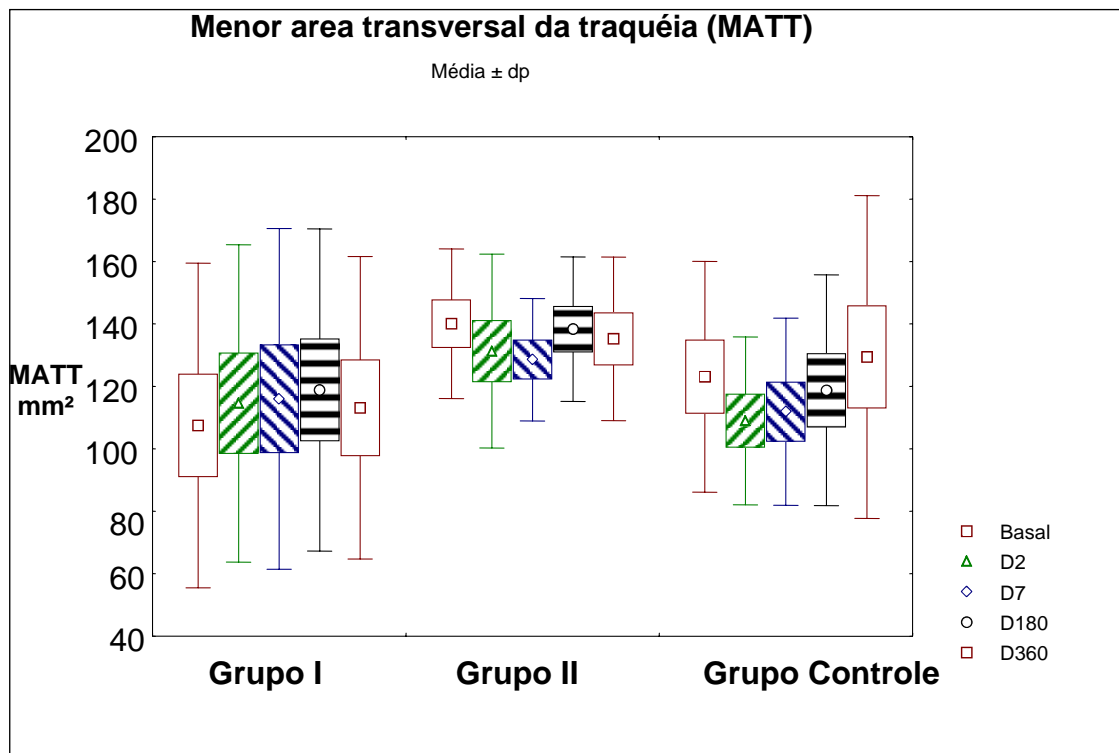 Menor area transversal da traquéia (MATT)
Média ± dp
200
180
160
140
120
100
80
60
40
MATT
mm²
Grupo I
Grupo II
Grupo Controle
Basal
D2
D7
D180
D360